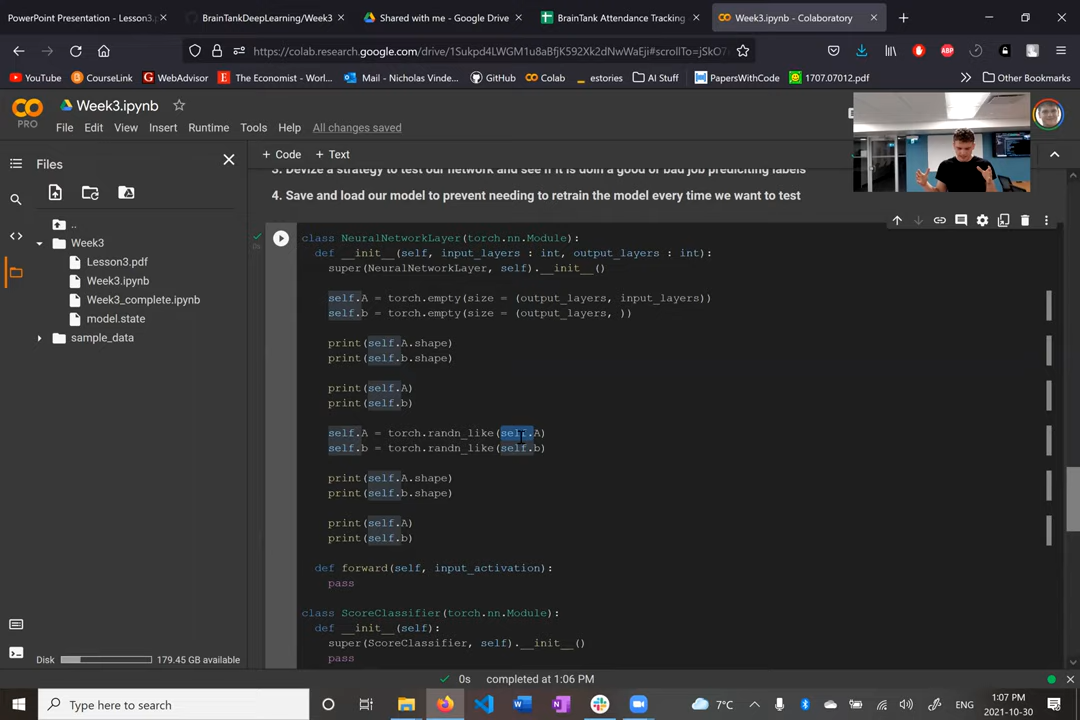 PowerPoint Presentation - Lesson3.
BrainTankDeepLearning/Week3
Shared with me - Google Drive
BrainTank Attendance Tracking
Week3.ipynb - Colaboratory
https://colab.research.google.com/drive/1Sukpd4LWGM1u8aBfjK592Xk2dNwWaEji#scrollTo=jSkO7
YouTube
CourseLink
WebAdvisor
The Economist - Worl...
Mail - Nicholas Vinde...
GitHub
Colab
estories
AI Stuff
PapersWithCode
1707.07012.pdf
Other Bookmarks
CO
PRO
Week3.ipynb
File Edit View Insert Runtime Tools Help All changes saved
Files
+ Code + Text
..
Week3
Lesson3.pdf
Week3.ipynb
Week3_complete.ipynb
model.state
sample_data
3. Devize a strategy to test our network and see if it is doin a good of bad job prediciting labels
4. Save and load our model to prevent needing to retrain the model every time we want to test
class NeuralNetworkLayer(torch.nn.Module):
def __init__(self, input_layers : int, output_layers : int):
super(NeuralNetworkLayer, self).__init__()
self.A = torch.empty(size = (output_layers, input_layers))
self.b = torch.empty(size = (output_layers, ))
print(self.A.shape)
print(self.b.shape)
print(self.A)
print(self.b)
self.A = torch.randn_like(self.A)
self.b = torch.randn_like(self.b)
print(self.A.shape)
print(self.b.shape)
print(self.A)
print(self.b)
def forward(self, input_activation):
pass
class ScoreClassifier(torch.nn.Module):
def __init__(self):
super(ScoreClassifier, self).__init__()
pass
Disk 179.45 GB available
0s completed at 1:06 PM
Type here to search
7°C
1:07 PM
2021-10-30